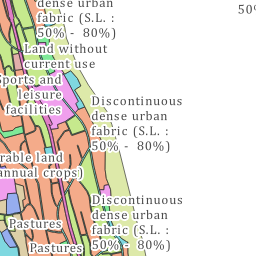 dense urban
fabric (S.L. :
50% -  80%)
50%
Land without
current use
Sports and
leisure
facilities
Discontinuous
dense urban
fabric (S.L. :
50% -  80%)
rable land
annual crops)
Discontinuous
dense urban
fabric (S.L. :
50% -  80%)
Pastures
Pastures